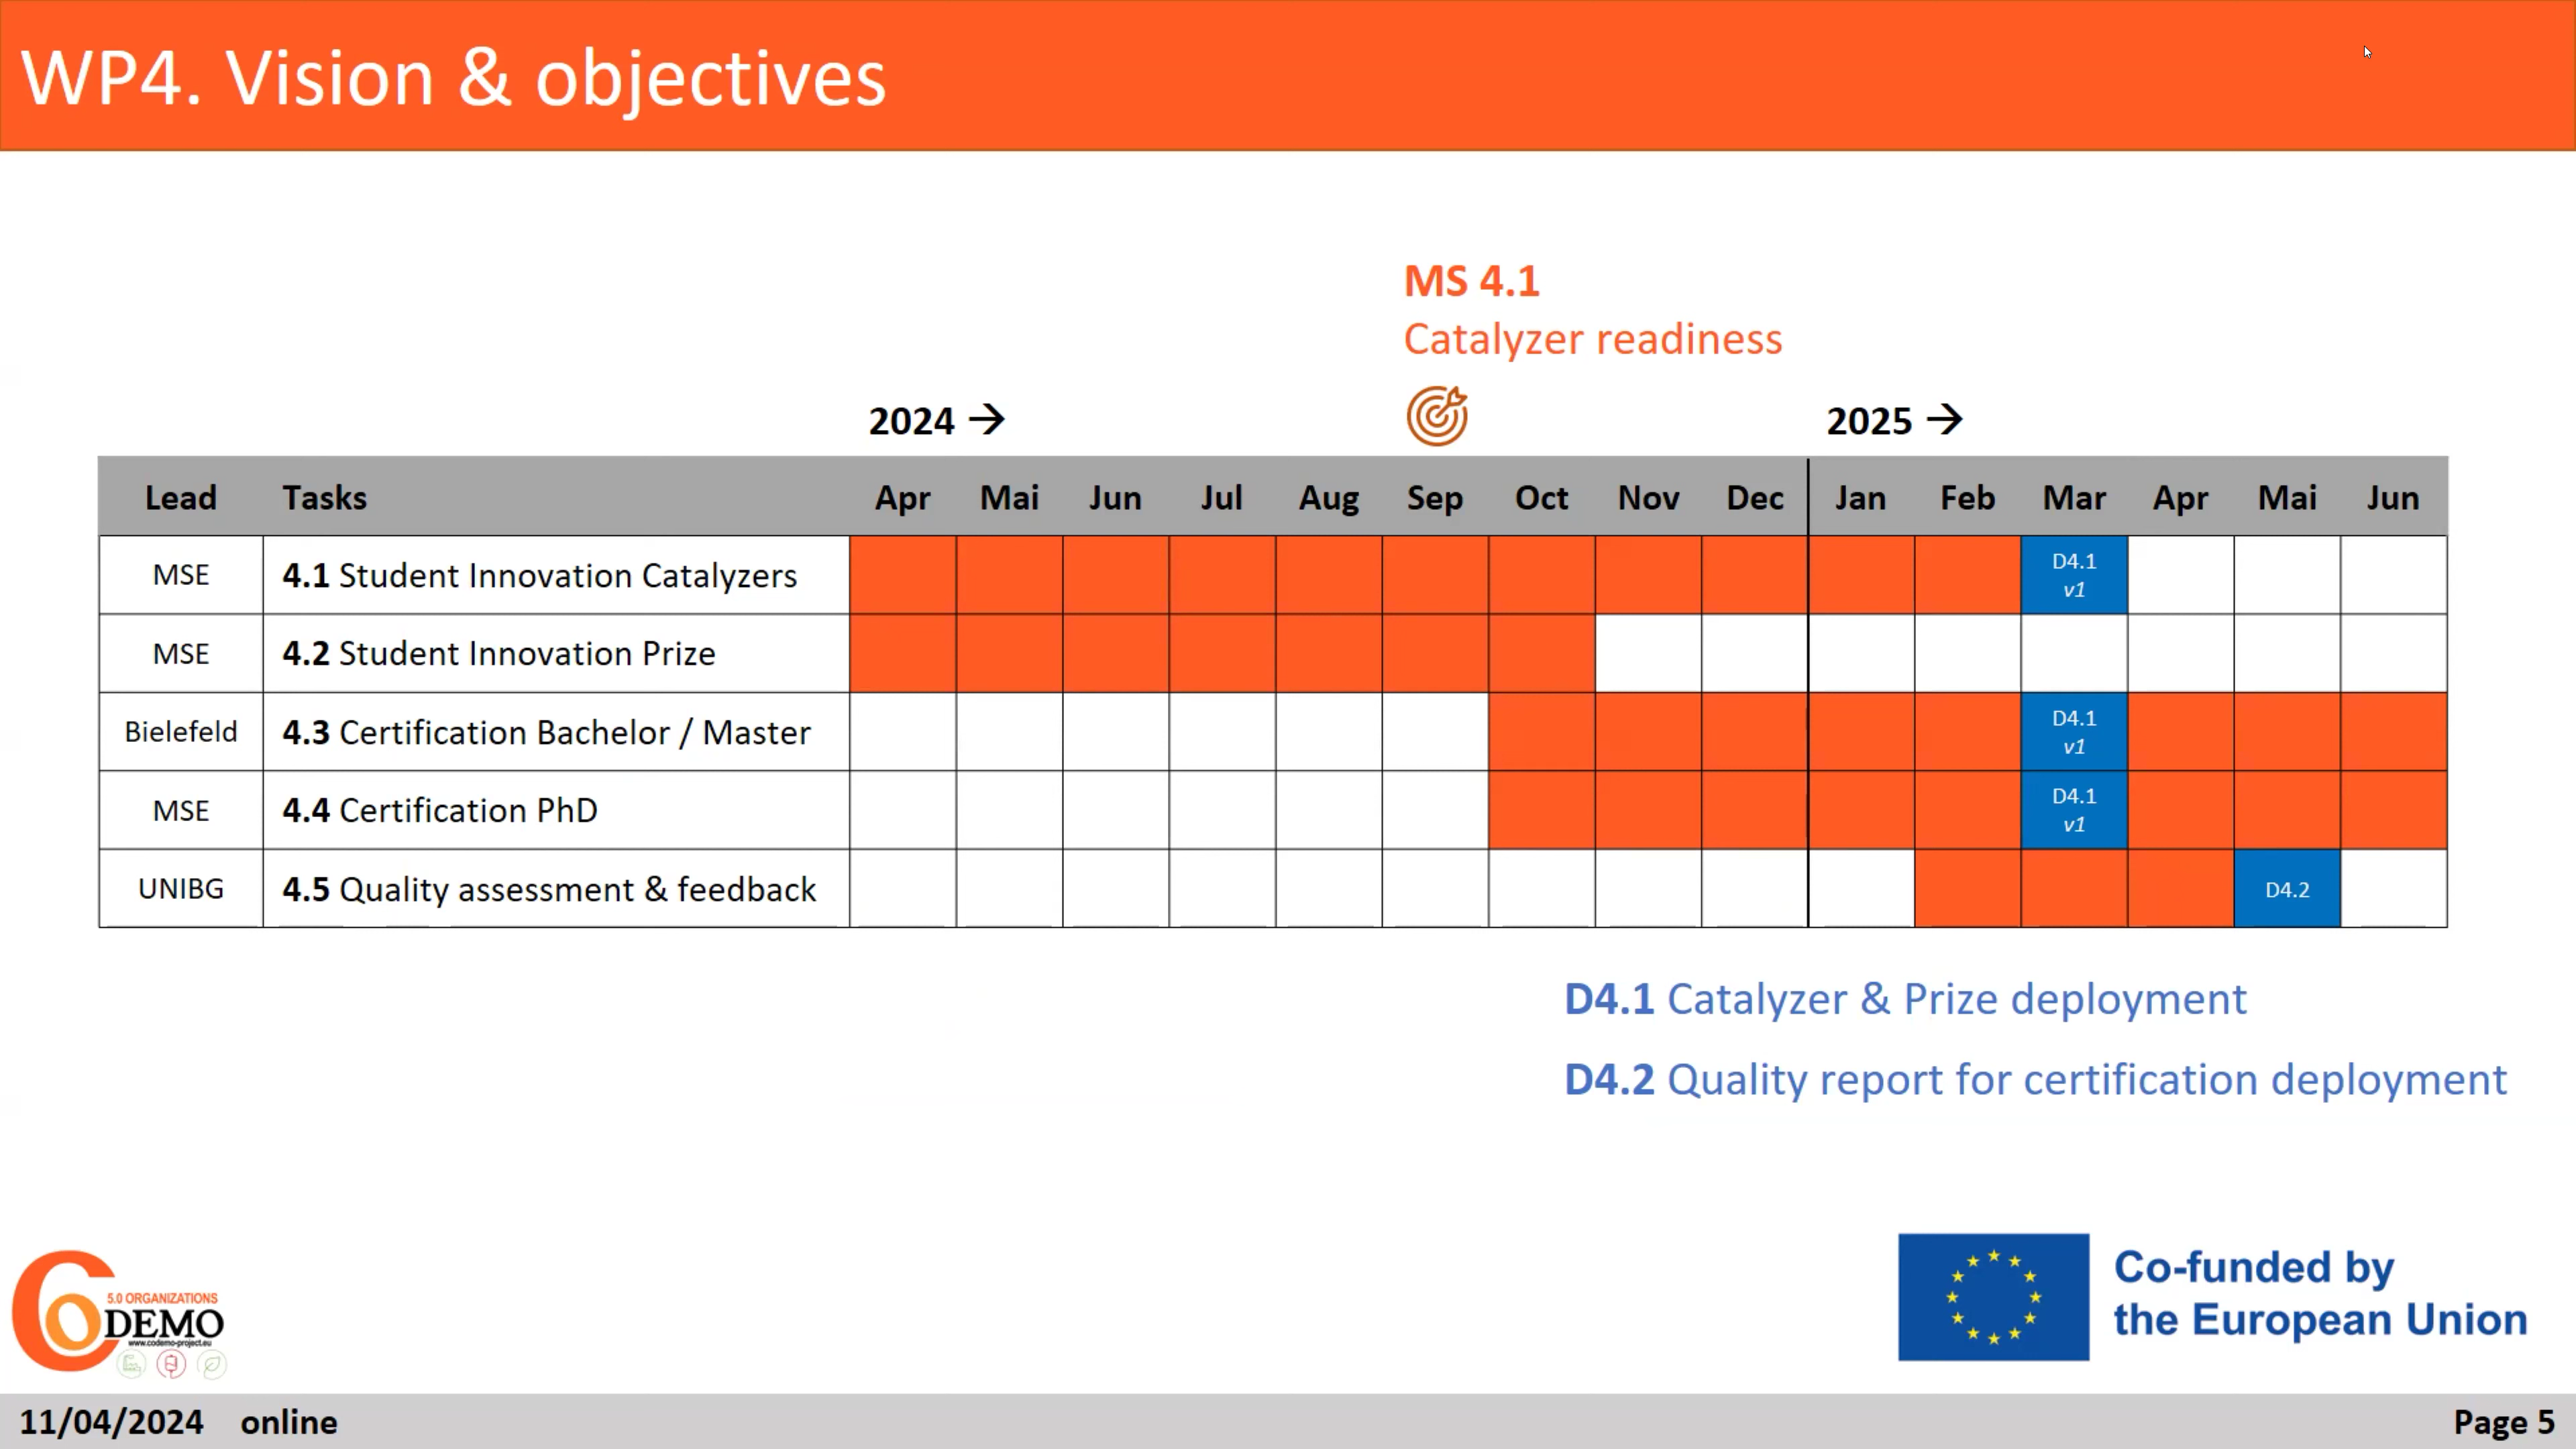 WP4. Vision & objectives
MS 4.1
Catalyzer readiness
2024 → 2025 →
Lead Tasks Apr Mai Jun Jul Aug Sep Oct Nov Dec Jan Feb Mar Apr Mai Jun
MSE 4.1 Student Innovation Catalyzers D4.1
v1
MSE 4.2 Student Innovation Prize
Bielefeld 4.3 Certification Bachelor / Master D4.1
v1
MSE 4.4 Certification PhD D4.1
v1
UNIBG 4.5 Quality assessment & feedback D4.2
D4.1 Catalyzer & Prize deployment
D4.2 Quality report for certification deployment
5.0 ORGANIZATIONS
CODEMO
www.codemo-project.eu
Co-funded by
the European Union
11/04/2024 online Page 5